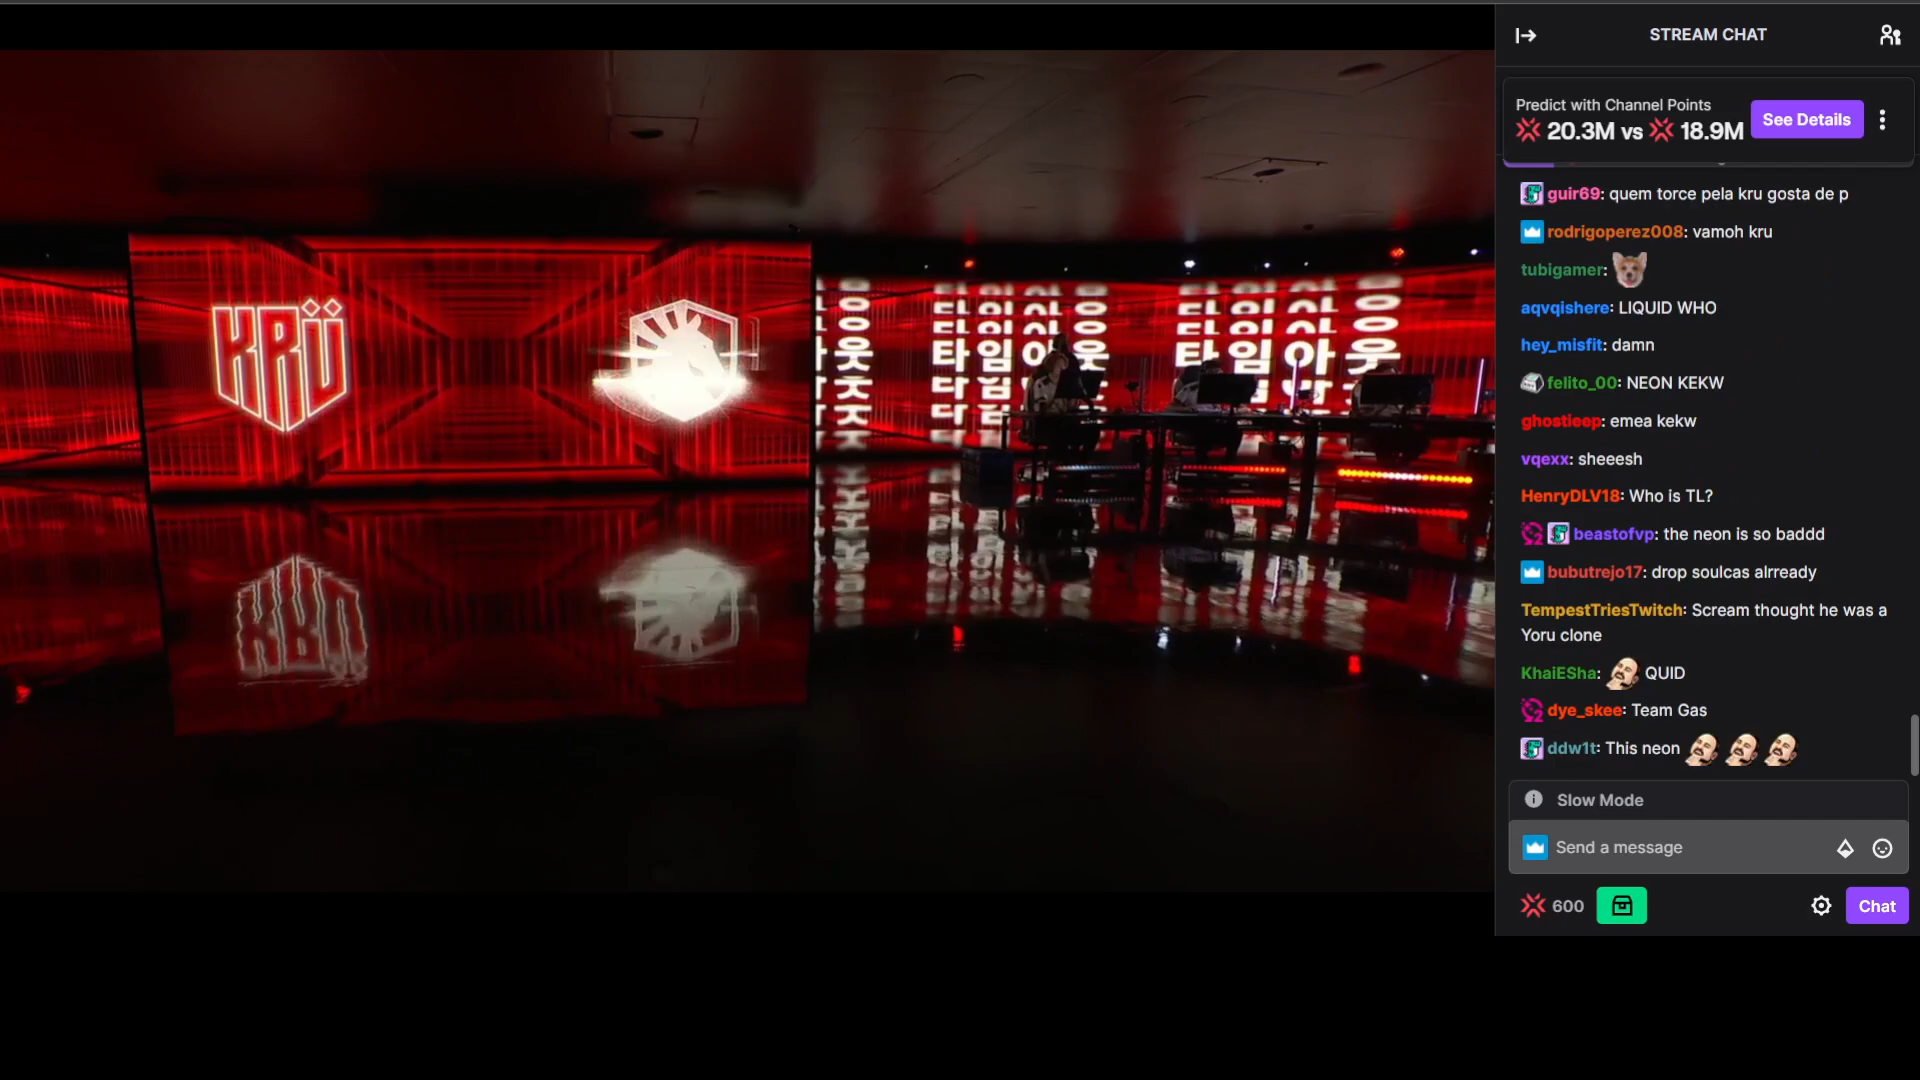 STREAM CHAT
Predict with Channel Points
20.3M vs 18.9M
See Details
guir69: quem torce pela kru gosta de p
rodrigoperez008: vamoh kru
tubigamer:
aqvqishere: LIQUID WHO
hey_misfit: damn
felito_00: NEON KEKW
ghostleep: emea kekw
vqexx: sheeesh
HenryDLV18: Who is TL?
beastofvp: the neon is so baddd
bubutrejo17: drop soulcas alrready
TempestTriesTwitch: Scream thought he was a
Yoru clone
KhaiESha: QUID
dye_skee: Team Gas
ddw1t: This neon
Slow Mode
Send a message
600
Chat
KRÜ
타임아웃
타임아웃